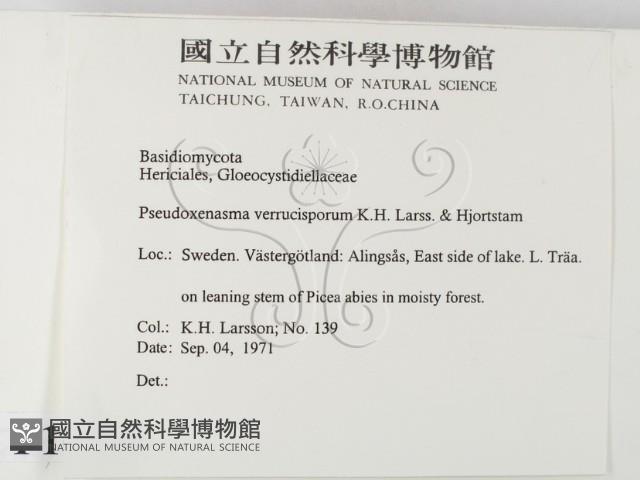 國立自然科學博物館
NATIONAL MUSEUM OF NATURAL SCIENCE
TAICHUNG, TAIWAN, R.O.CHINA
Basidiomycota
Hericiales, Gloeocystidiellaceae
Pseudoxenasma verrucisporum K.H. Larss. & Hjortstam
Loc.: Sweden. Västergötland: Alingsås, East side of lake. L. Träa.
on leaning stem of Picea abies in moisty forest.
Col.: K.H. Larsson; No. 139
Date: Sep. 04, 1971
Det.:
國立自然科學博物館
NATIONAL MUSEUM OF NATURAL SCIENCE